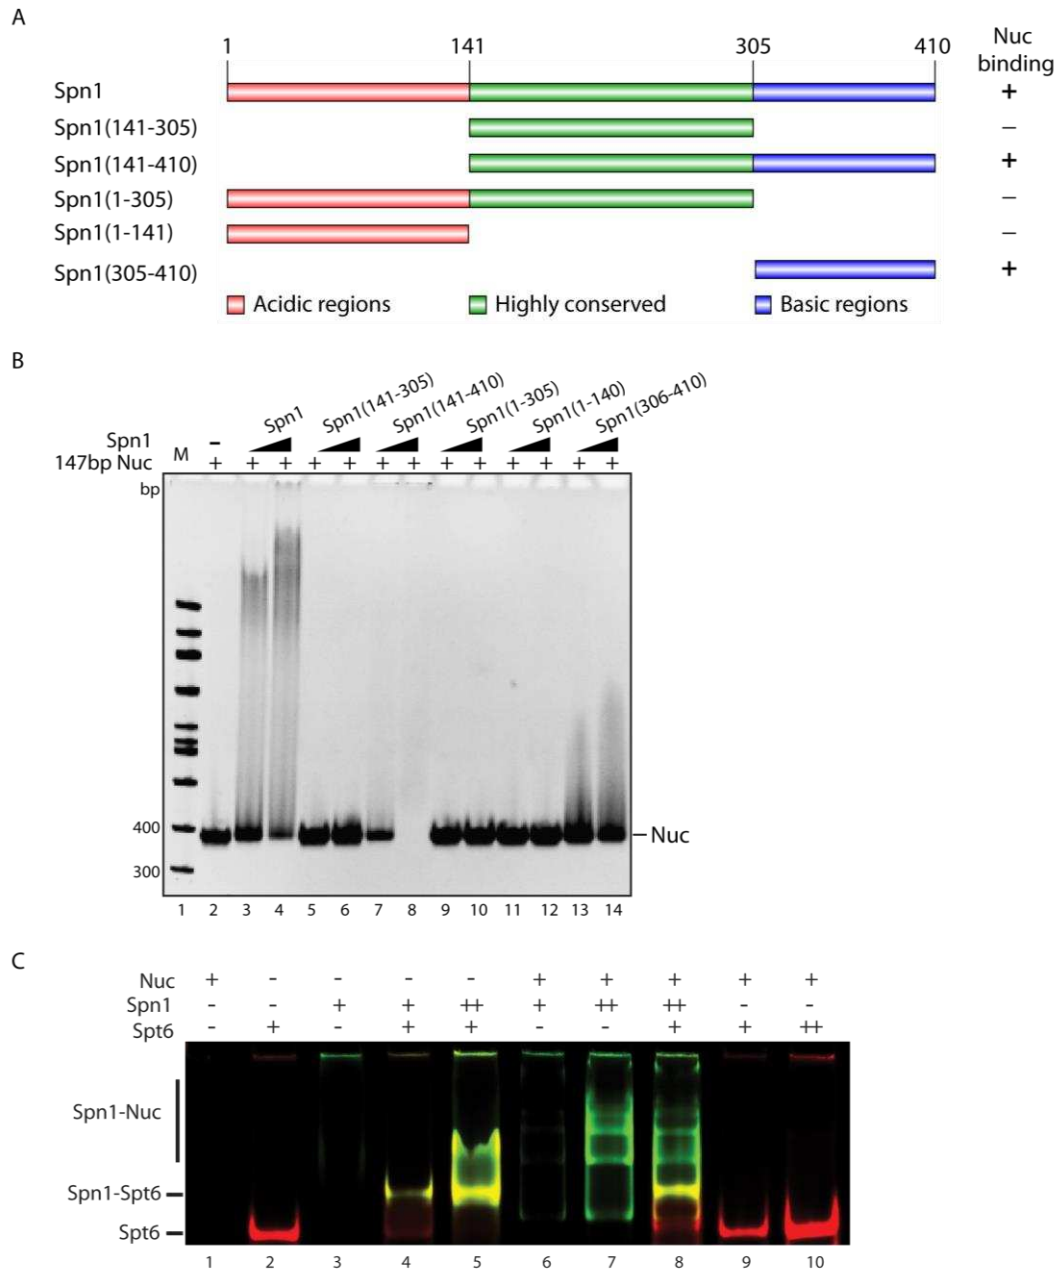 A
1 141 305 410 Nuc
binding
Spn1 +
Spn1(141-305) –
Spn1(141-410) +
Spn1(1-305) –
Spn1(1-141) –
Spn1(305-410) +
Acidic regions Highly conserved Basic regions
B
Spn1 Spn1(141-305) Spn1(141-410) Spn1(1-305) Spn1(1-140) Spn1(306-410)
Spn1 –
147bp Nuc M + + + + + + + + + + + + +
bp
400
Nuc
300
1 2 3 4 5 6 7 8 9 10 11 12 13 14
C
Nuc + - - - - + + + + +
Spn1 - - + + ++ + ++ ++ - -
Spt6 - + - + + - - + + ++
Spn1-Nuc
Spn1-Spt6
Spt6
1 2 3 4 5 6 7 8 9 10